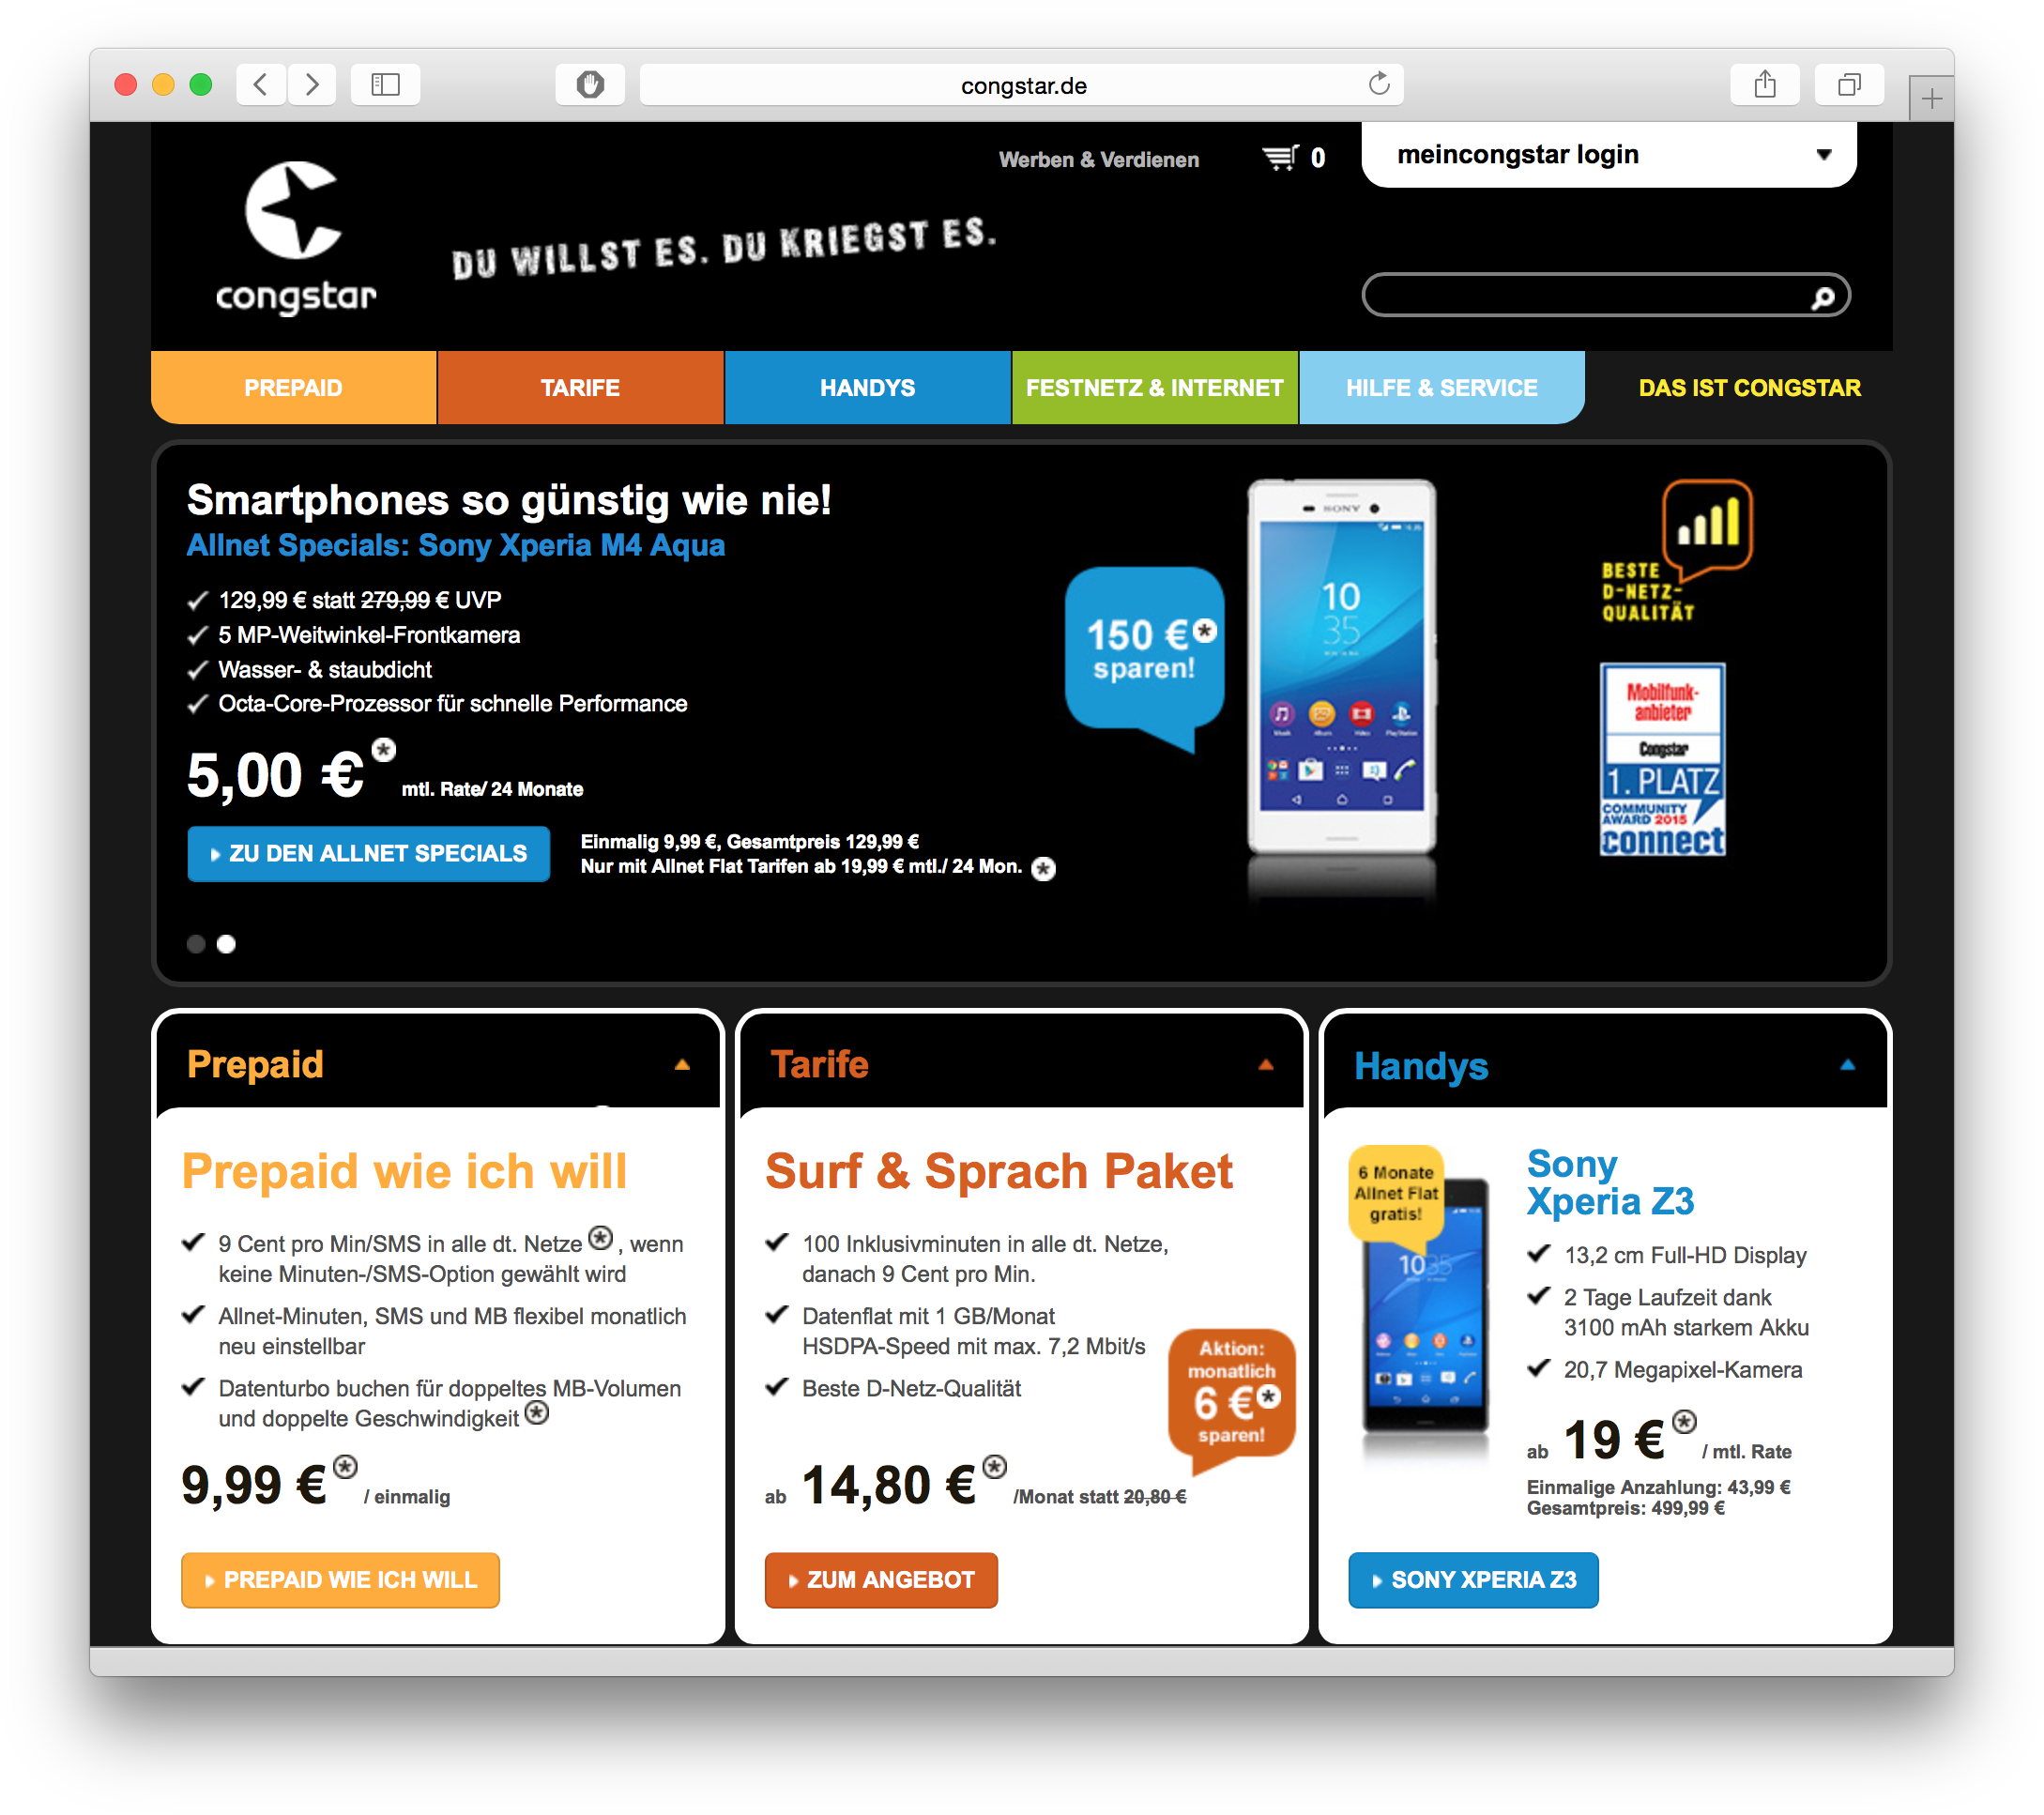 congstar.de
Werben & Verdienen
0
meincongstar login
congstar
DU WILLST ES. DU KRIEGST ES.
PREPAID
TARIFE
HANDYS
FESTNETZ & INTERNET
HILFE & SERVICE
DAS IST CONGSTAR
Smartphones so günstig wie nie!
Allnet Specials: Sony Xperia M4 Aqua
129,99 € statt 279,99 € UVP
5 MP-Weitwinkel-Frontkamera
Wasser- & staubdicht
Octa-Core-Prozessor für schnelle Performance
5,00 €* mtl. Rate/ 24 Monate
ZU DEN ALLNET SPECIALS
Einmalig 9,99 €, Gesamtpreis 129,99 €
Nur mit Allnet Flat Tarifen ab 19,99 € mtl./ 24 Mon. *
150 €*
sparen!
SONY
10
35
Musik Album Video PlayStation
BESTE
D-NETZ-
QUALITÄT
Mobilfunk-
anbieter
Congstar
1. PLATZ
COMMUNITY
AWARD 2015
connect
Prepaid
Prepaid wie ich will
9 Cent pro Min/SMS in alle dt. Netze * , wenn
keine Minuten-/SMS-Option gewählt wird
Allnet-Minuten, SMS und MB flexibel monatlich
neu einstellbar
Datenturbo buchen für doppeltes MB-Volumen
und doppelte Geschwindigkeit *
9,99 €* / einmalig
PREPAID WIE ICH WILL
Tarife
Surf & Sprach Paket
100 Inklusivminuten in alle dt. Netze,
danach 9 Cent pro Min.
Datenflat mit 1 GB/Monat
HSDPA-Speed mit max. 7,2 Mbit/s
Beste D-Netz-Qualität
Aktion:
monatlich
6 €*
sparen!
ab 14,80 €* /Monat statt 20,80 €
ZUM ANGEBOT
Handys
6 Monate
Allnet Flat
gratis!
1035
Sony
Xperia Z3
13,2 cm Full-HD Display
2 Tage Laufzeit dank
3100 mAh starkem Akku
20,7 Megapixel-Kamera
ab 19 €* / mtl. Rate
Einmalige Anzahlung: 43,99 €
Gesamtpreis: 499,99 €
SONY XPERIA Z3